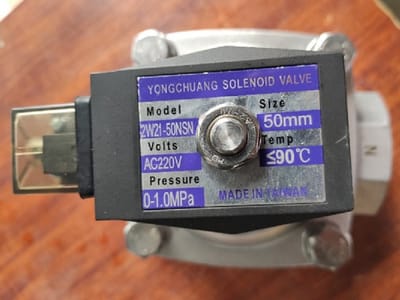 YONGCHUANG SOLENOID VALVE
Model Size
2W21-50NSN 50mm
Volts Temp
AC220V ≤90℃
Pressure
0-1.0MPa MADE IN TAIWAN